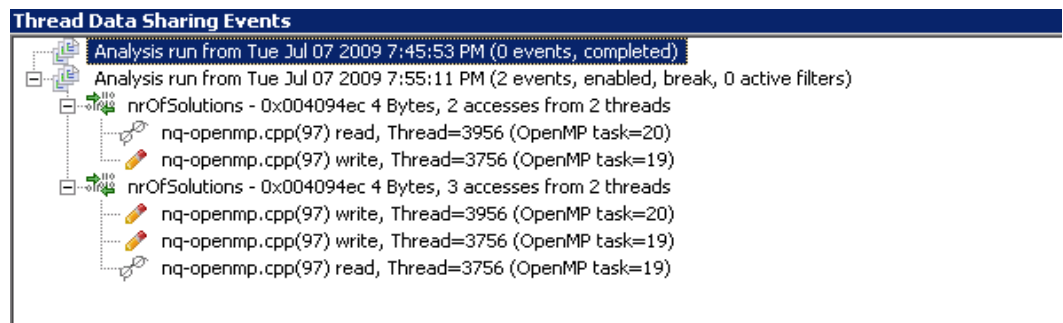 Thread Data Sharing Events
Analysis run from Tue Jul 07 2009 7:45:53 PM (0 events, completed)
Analysis run from Tue Jul 07 2009 7:55:11 PM (2 events, enabled, break, 0 active filters)
nrOfSolutions - 0x004094ec 4 Bytes, 2 accesses from 2 threads
nq-openmp.cpp(97) read, Thread=3956 (OpenMP task=20)
nq-openmp.cpp(97) write, Thread=3756 (OpenMP task=19)
nrOfSolutions - 0x004094ec 4 Bytes, 3 accesses from 2 threads
nq-openmp.cpp(97) write, Thread=3956 (OpenMP task=20)
nq-openmp.cpp(97) write, Thread=3756 (OpenMP task=19)
nq-openmp.cpp(97) read, Thread=3756 (OpenMP task=19)